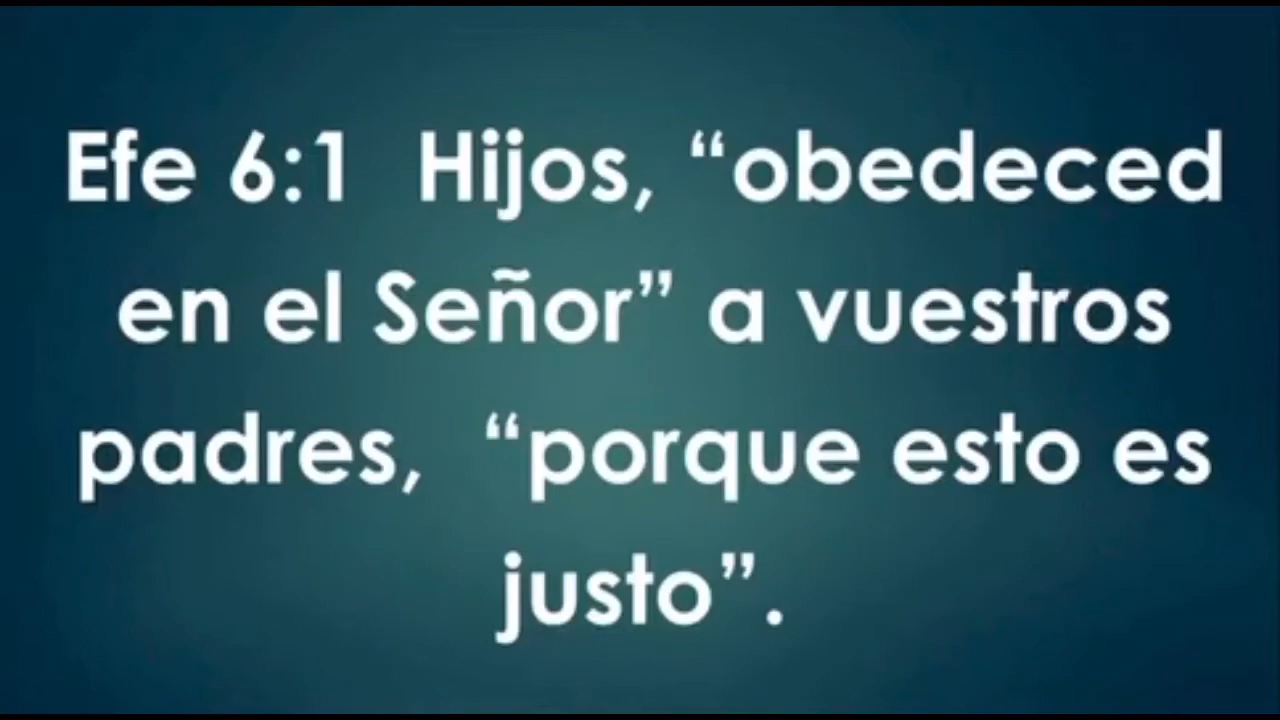 Efe 6:1  Hijos, “obedeced
en el Señor” a vuestros
padres,  “porque esto es
justo”.